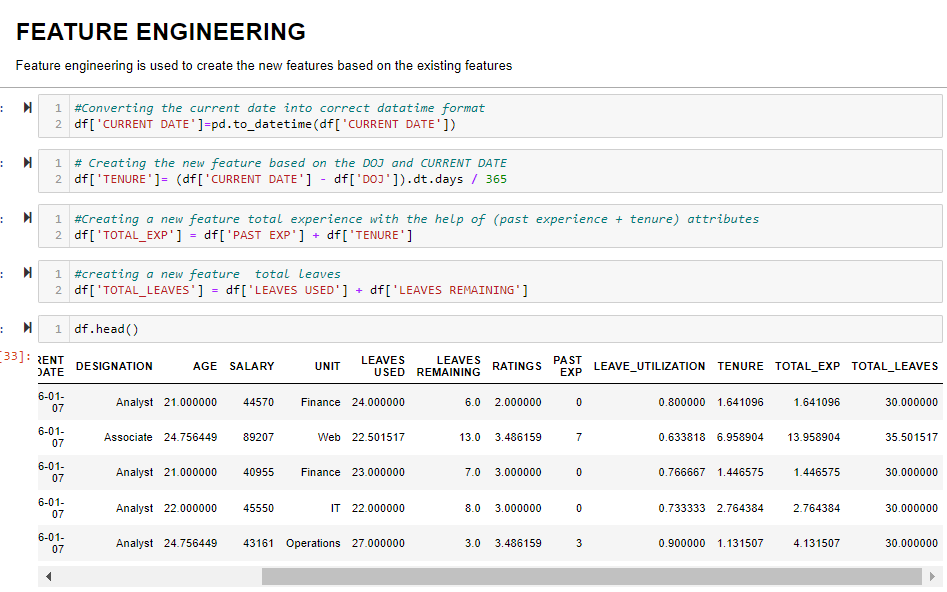 FEATURE ENGINEERING
Feature engineering is used to create the new features based on the existing features
:
1 #Converting the current date into correct datatime format
2 df['CURRENT DATE']=pd.to_datetime(df['CURRENT DATE'])
:
1 # Creating the new feature based on the DOJ and CURRENT DATE
2 df['TENURE']= (df['CURRENT DATE'] - df['DOJ']).dt.days / 365
:
1 #Creating a new feature total experience with the help of (past experience + tenure) attributes
2 df['TOTAL_EXP'] = df['PAST EXP'] + df['TENURE']
:
1 #creating a new feature  total leaves
2 df['TOTAL_LEAVES'] = df['LEAVES USED'] + df['LEAVES REMAINING']
:
1 df.head()
[33]:
RENT DATE DESIGNATION AGE SALARY UNIT LEAVES USED LEAVES REMAINING RATINGS PAST EXP LEAVE_UTILIZATION TENURE TOTAL_EXP TOTAL_LEAVES
6-01-07 Analyst 21.000000 44570 Finance 24.000000 6.0 2.000000 0 0.800000 1.641096 1.641096 30.000000
6-01-07 Associate 24.756449 89207 Web 22.501517 13.0 3.486159 7 0.633818 6.958904 13.958904 35.501517
6-01-07 Analyst 21.000000 40955 Finance 23.000000 7.0 3.000000 0 0.766667 1.446575 1.446575 30.000000
6-01-07 Analyst 22.000000 45550 IT 22.000000 8.0 3.000000 0 0.733333 2.764384 2.764384 30.000000
6-01-07 Analyst 24.756449 43161 Operations 27.000000 3.0 3.486159 3 0.900000 1.131507 4.131507 30.000000